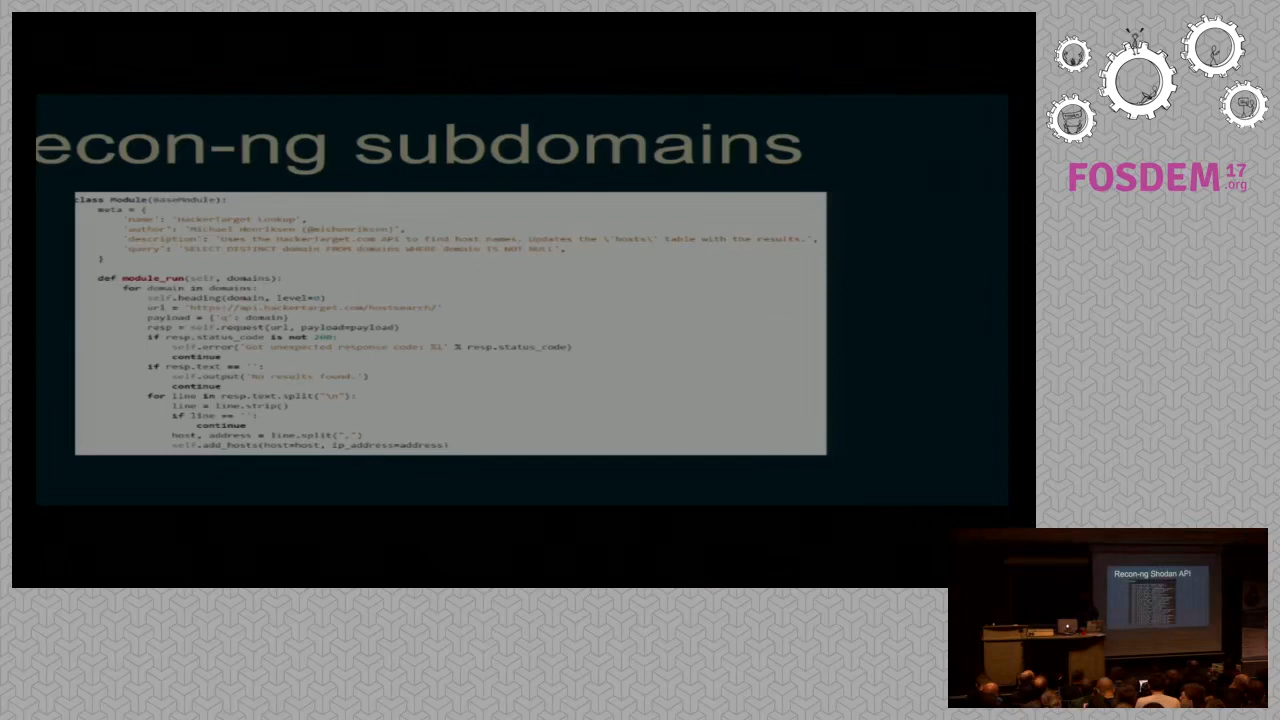 econ-ng subdomains
class Module(BaseModule):
meta = {
'name': 'HackerTarget Lookup',
'author': 'Michael Henriksen (@michenriksen)',
'description': 'Uses the HackerTarget.com API to find host names. Updates the \'hosts\' table with the results.',
'query': 'SELECT DISTINCT domain FROM domains WHERE domain IS NOT NULL',
}
def module_run(self, domains):
for domain in domains:
self.heading(domain, level=0)
url = 'https://api.hackertarget.com/hostsearch/'
payload = {'q': domain}
resp = self.request(url, payload=payload)
if resp.status_code is not 200:
self.error('Got unexpected response code: %i' % resp.status_code)
continue
if resp.text == '':
self.output('No results found.')
continue
for line in resp.text.split("\n"):
line = line.strip()
if line == '':
continue
host, address = line.split(",")
self.add_hosts(host=host, ip_address=address)
FOSDEM 17
.org
Recon-ng Shodan API